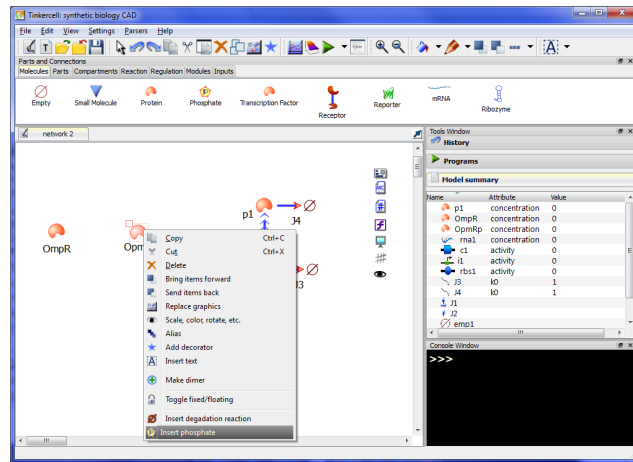 Tinkercell: synthetic biology CAD
File Edit View Settings Parsers Help
Parts and Connections
Molecules Parts Compartments Reaction Regulation Modules Inputs
Empty Small Molecule Protein Phosphate Transcription Factor Receptor Reporter mRNA Ribozyme
network 2
p1
J4
OmpR
J3
Copy Ctrl+C
Cut Ctrl+X
Delete
Bring items forward
Send items back
Replace graphics
Scale, color, rotate, etc.
Alias
Add decorator
Insert text
Make dimer
Toggle fixed/floating
Insert degadation reaction
Insert phosphate
Tools Window
History
Programs
Model summary
Name Attribute Value
p1 concentration 0
OmpR concentration 0
OpmRp concentration 0
rna1 concentration 0
c1 activity 0
i1 activity 0
rbs1 activity 0
J3 k0 1
J4 k0 1
J1
J2
emp1
Console Window
>>>